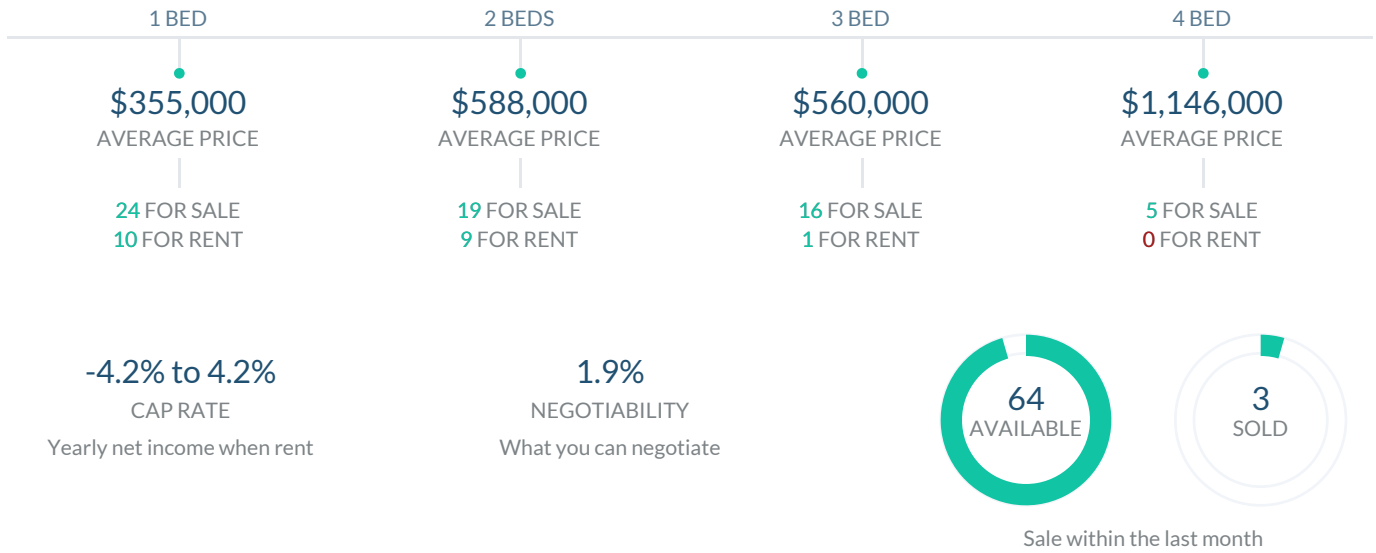 1 BED
2 BEDS
3 BED
4 BED
$355,000
AVERAGE PRICE
24 FOR SALE
10 FOR RENT
$588,000
AVERAGE PRICE
19 FOR SALE
9 FOR RENT
$560,000
AVERAGE PRICE
16 FOR SALE
1 FOR RENT
$1,146,000
AVERAGE PRICE
5 FOR SALE
0 FOR RENT
-4.2% to 4.2%
CAP RATE
Yearly net income when rent
1.9%
NEGOTIABILITY
What you can negotiate
64
AVAILABLE
3
SOLD
Sale within the last month